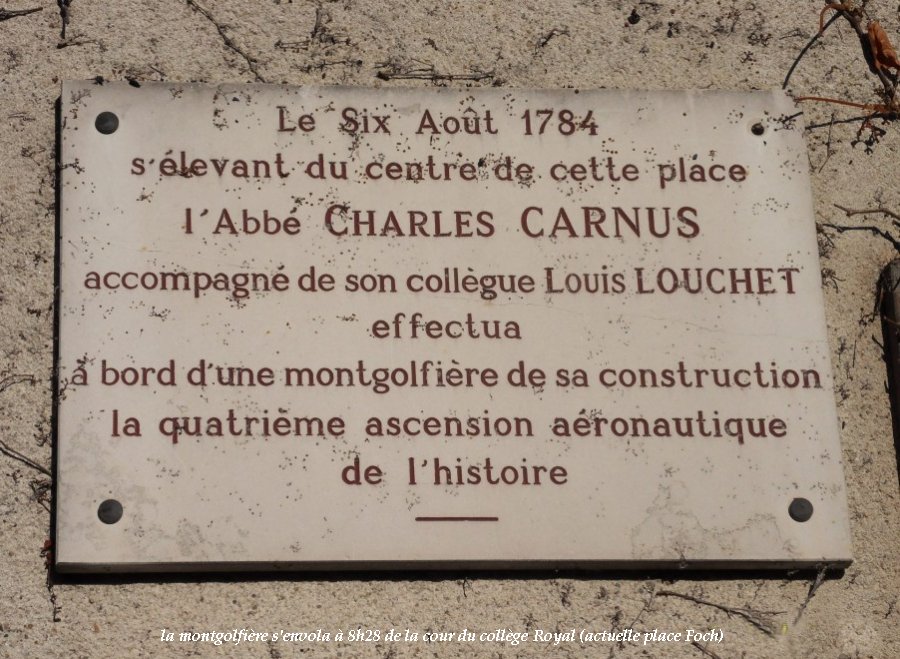 Le Six Août 1784
s'élevant du centre de cette place
l'Abbé CHARLES CARNUS
accompagné de son collègue Louis LOUCHET
effectua
à bord d'une montgolfière de sa construction
la quatrième ascension aéronautique
de l'histoire
la montgolfière s'envola à 8h28 de la cour du collège Royal (actuelle place Foch)